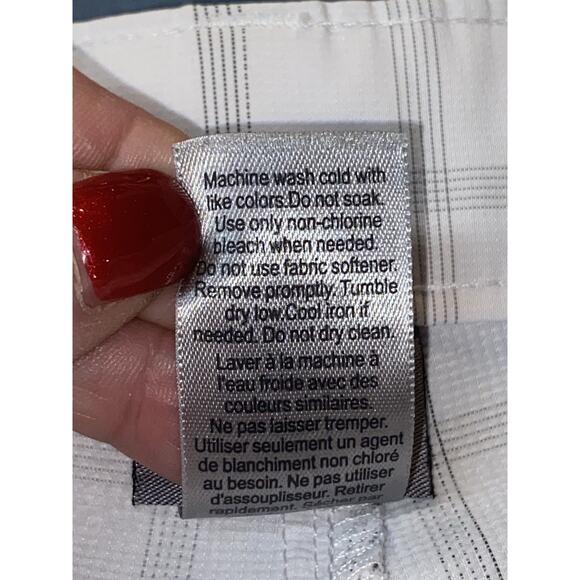 Machine wash cold with
like colors.Do not soak.
Use only non-chlorine
bleach when needed.
Do not use fabric softener.
Remove promptly. Tumble
dry low.Cool iron if
needed. Do not dry clean.
Laver à la machine à
l'eau froide avec des
couleurs similaires.
Ne pas laisser tremper.
Utiliser seulement un agent
de blanchiment non chloré
au besoin. Ne pas utiliser
d'assouplisseur. Retirer
rapidement. Sécher par